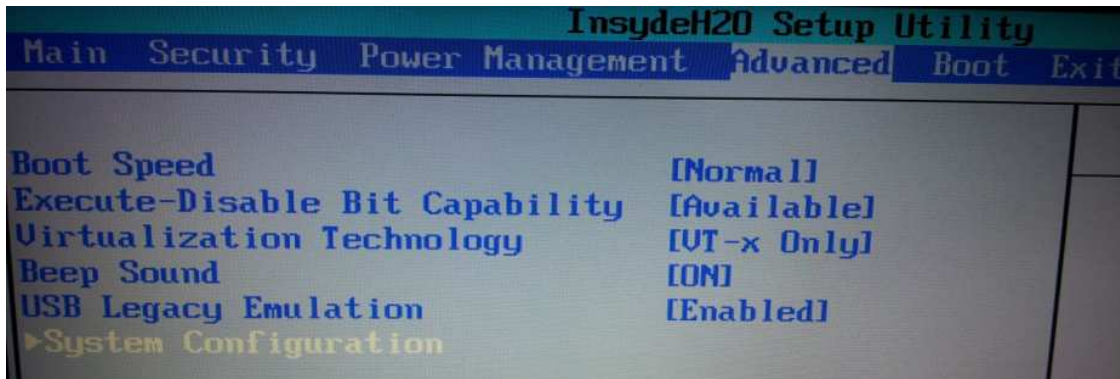 InsydeH20 Setup Utility
Main Security Power Management Advanced Boot Exit
Boot Speed [Normal]
Execute-Disable Bit Capability [Available]
Virtualization Technology [VT-x Only]
Beep Sound [ON]
USB Legacy Emulation [Enabled]
▶System Configuration